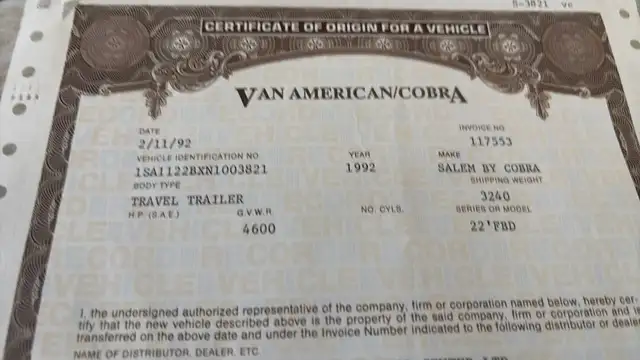 S-3821 ve
CERTIFICATE OF ORIGIN FOR A VEHICLE
VAN AMERICAN/COBRA
DATE INVOICE NO.
2/11/92 117553
VEHICLE IDENTIFICATION NO YEAR MAKE
1SA1122BXN1003821 1992 SALEM BY COBRA
BODY TYPE SHIPPING WEIGHT
TRAVEL TRAILER 3240
H.P. (S.A.E.) G.V.W.R NO. CYLS. SERIES OR MODEL
4600 22'FBD
I, the undersigned authorized representative of the company, firm or corporation named below, hereby cer-
tify that the new vehicle described above is the property of the said company, firm or corporation and is
transferred on the above date and under the Invoice Number indicated to the following distributor or deale
NAME OF DISTRIBUTOR, DEALER, ETC.